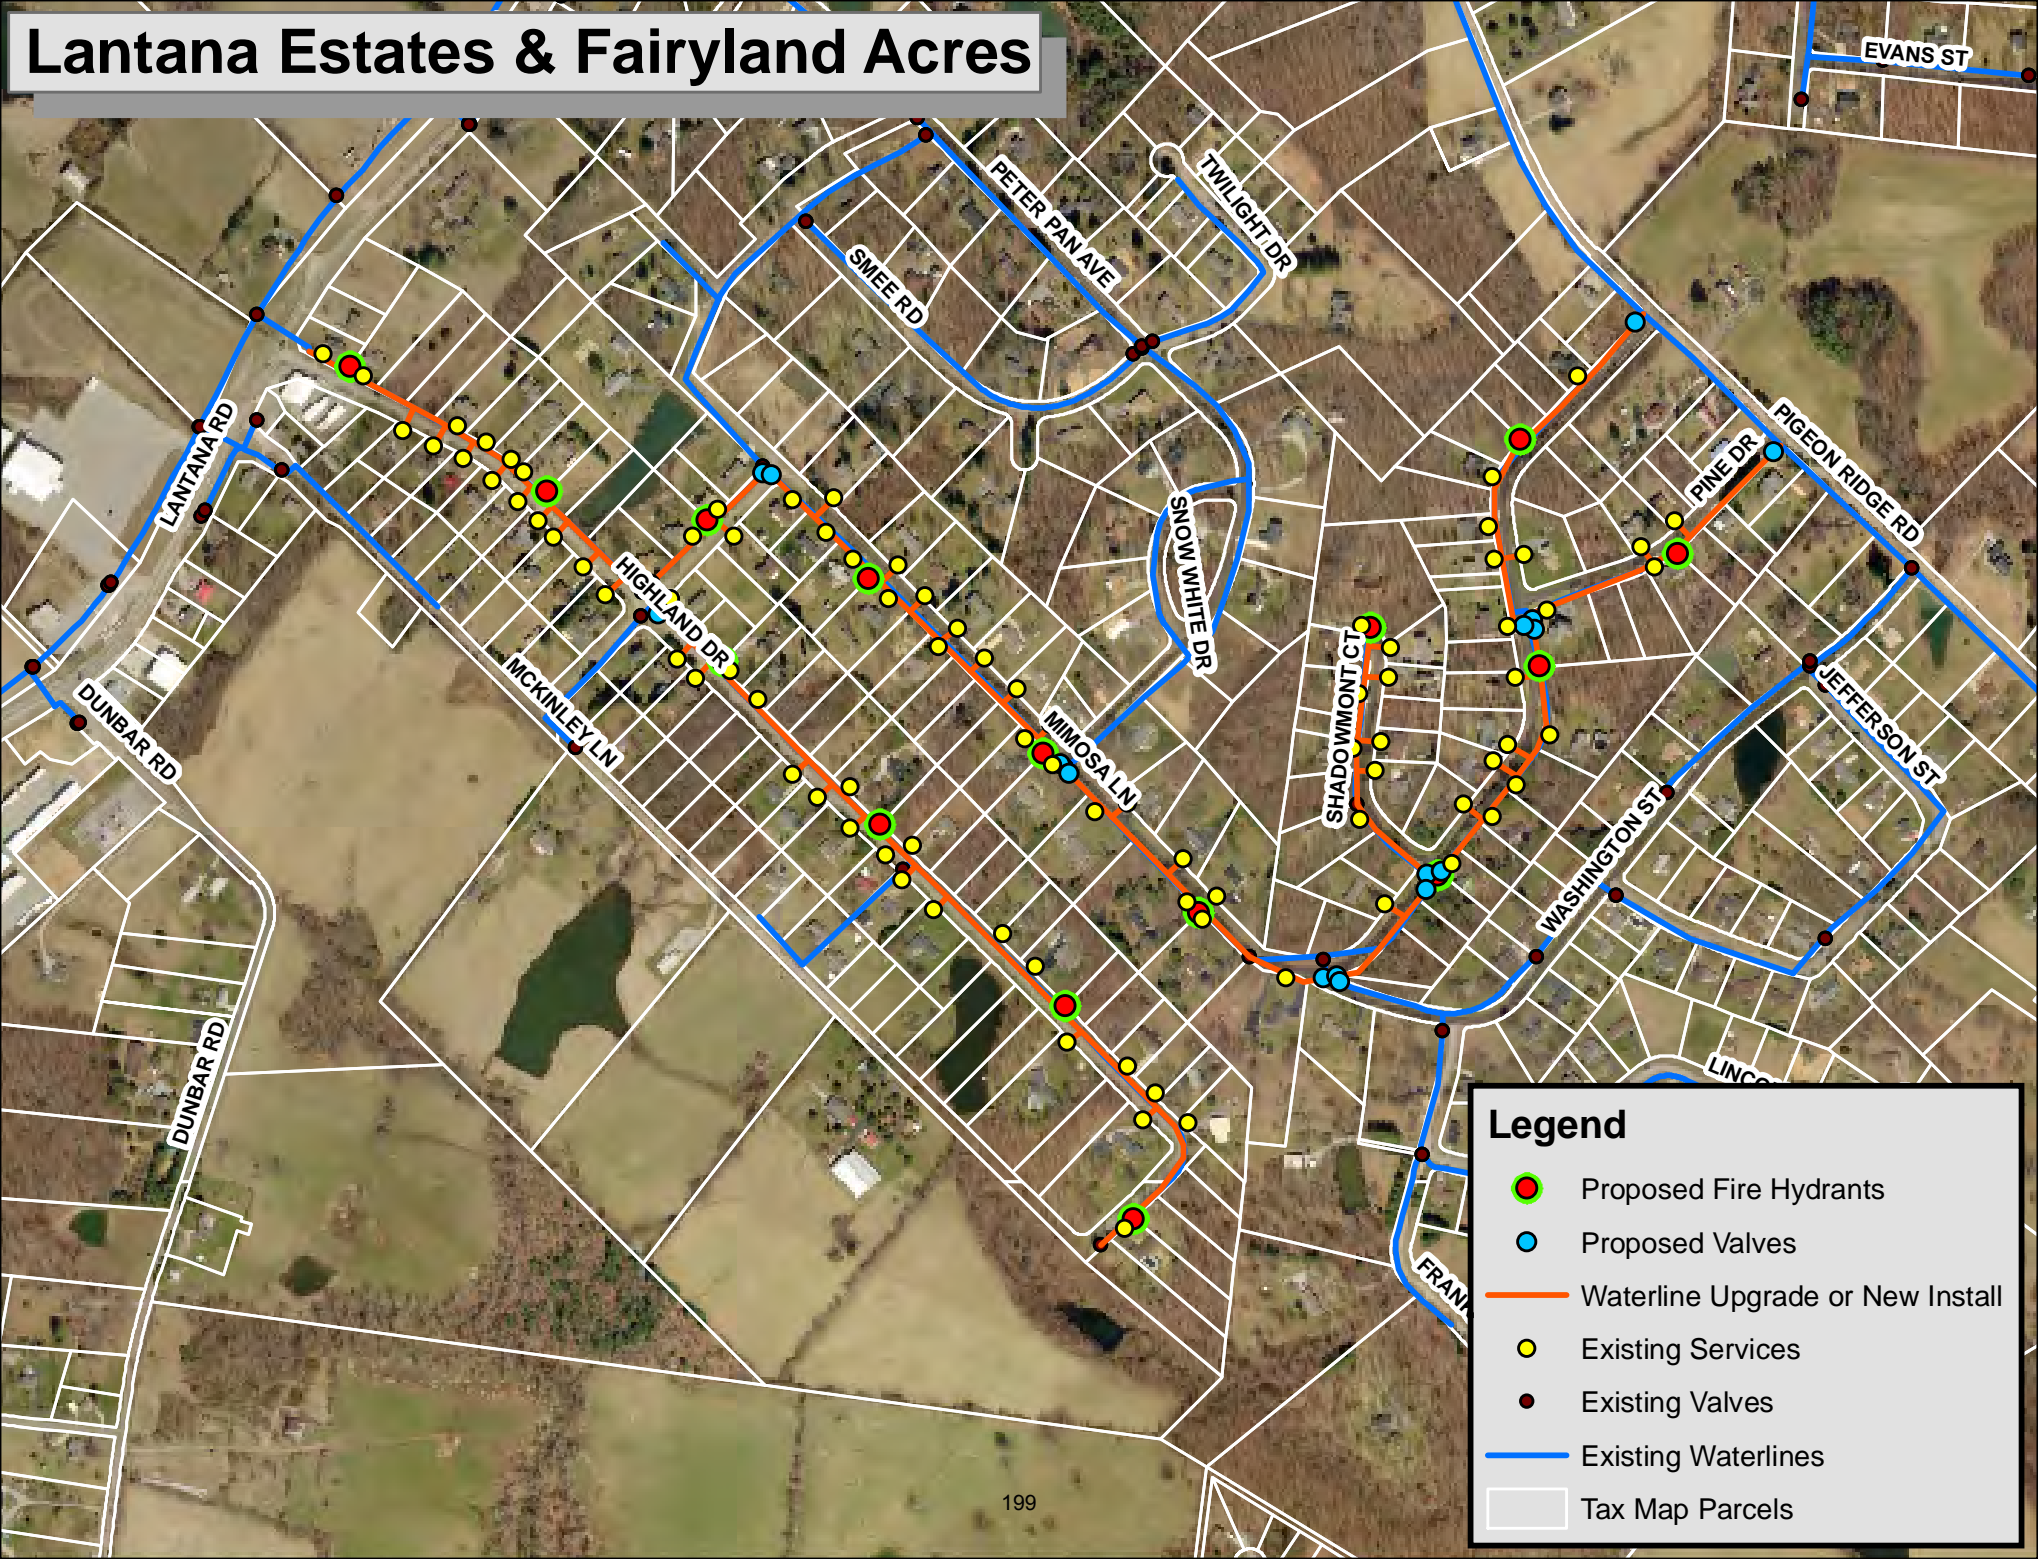 Lantana Estates & Fairyland Acres
EVANS ST
PETER PAN AVE
TWILIGHT DR
SMEE RD
LANTANA RD
PIGEON RIDGE RD
PINE DR
SNOW WHITE DR
HIGHLAND DR
MCKINLEY LN
DUNBAR RD
MIMOSA LN
SHADOWMONT CT
JEFFERSON ST
WASHINGTON ST
DUNBAR RD
LINCO
FRANK
199
Legend
Proposed Fire Hydrants
Proposed Valves
Waterline Upgrade or New Install
Existing Services
Existing Valves
Existing Waterlines
Tax Map Parcels